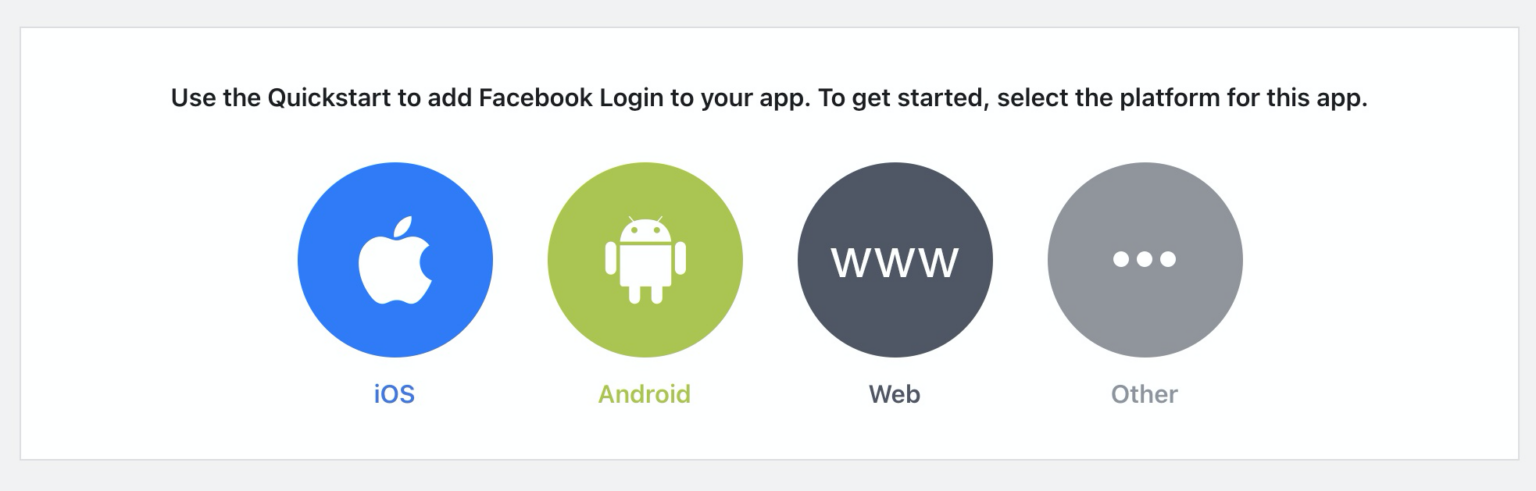 Use the Quickstart to add Facebook Login to your app. To get started, select the platform for this app.
www
iOS
Android
Web
Other